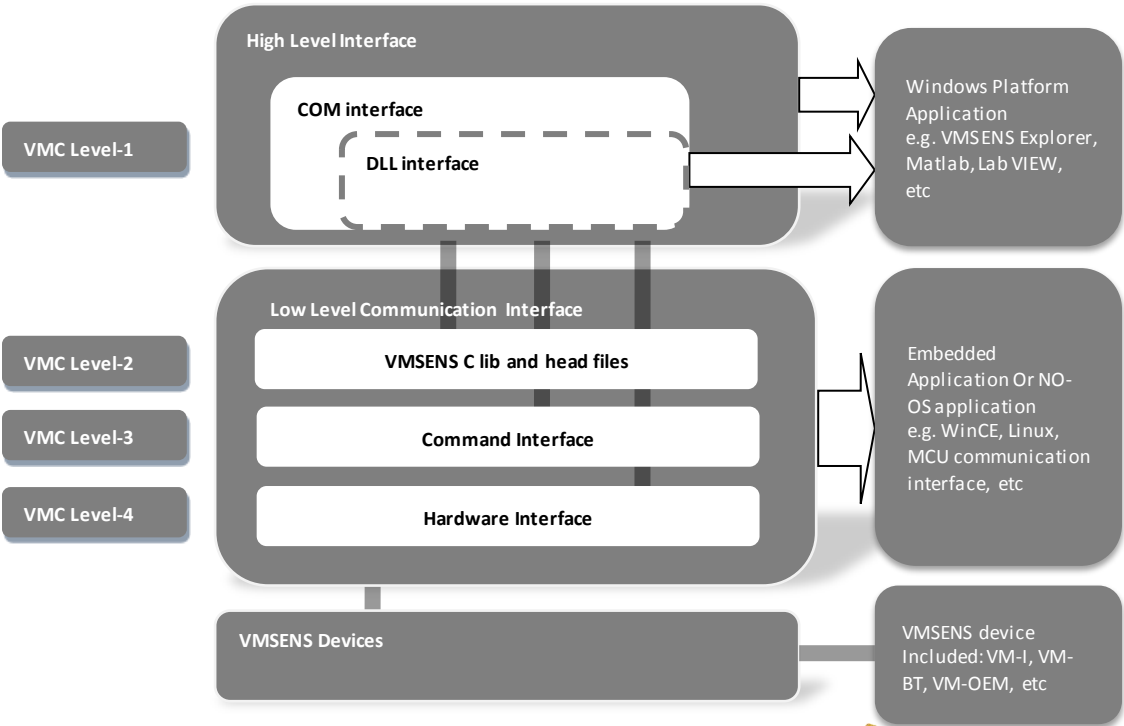 High Level Interface
COM interface
DLL interface
VMC Level-1
Windows Platform
Application
e.g. VMSENS Explorer,
Matlab, Lab VIEW,
etc
Low Level Communication Interface
VMC Level-2
VMSENS C lib and head files
VMC Level-3
Command Interface
VMC Level-4
Hardware Interface
Embedded
Application Or NO-
OS application
e.g. WinCE, Linux,
MCU communication
interface, etc
VMSENS Devices
VMSENS device
Included: VM-I, VM-
BT, VM-OEM, etc